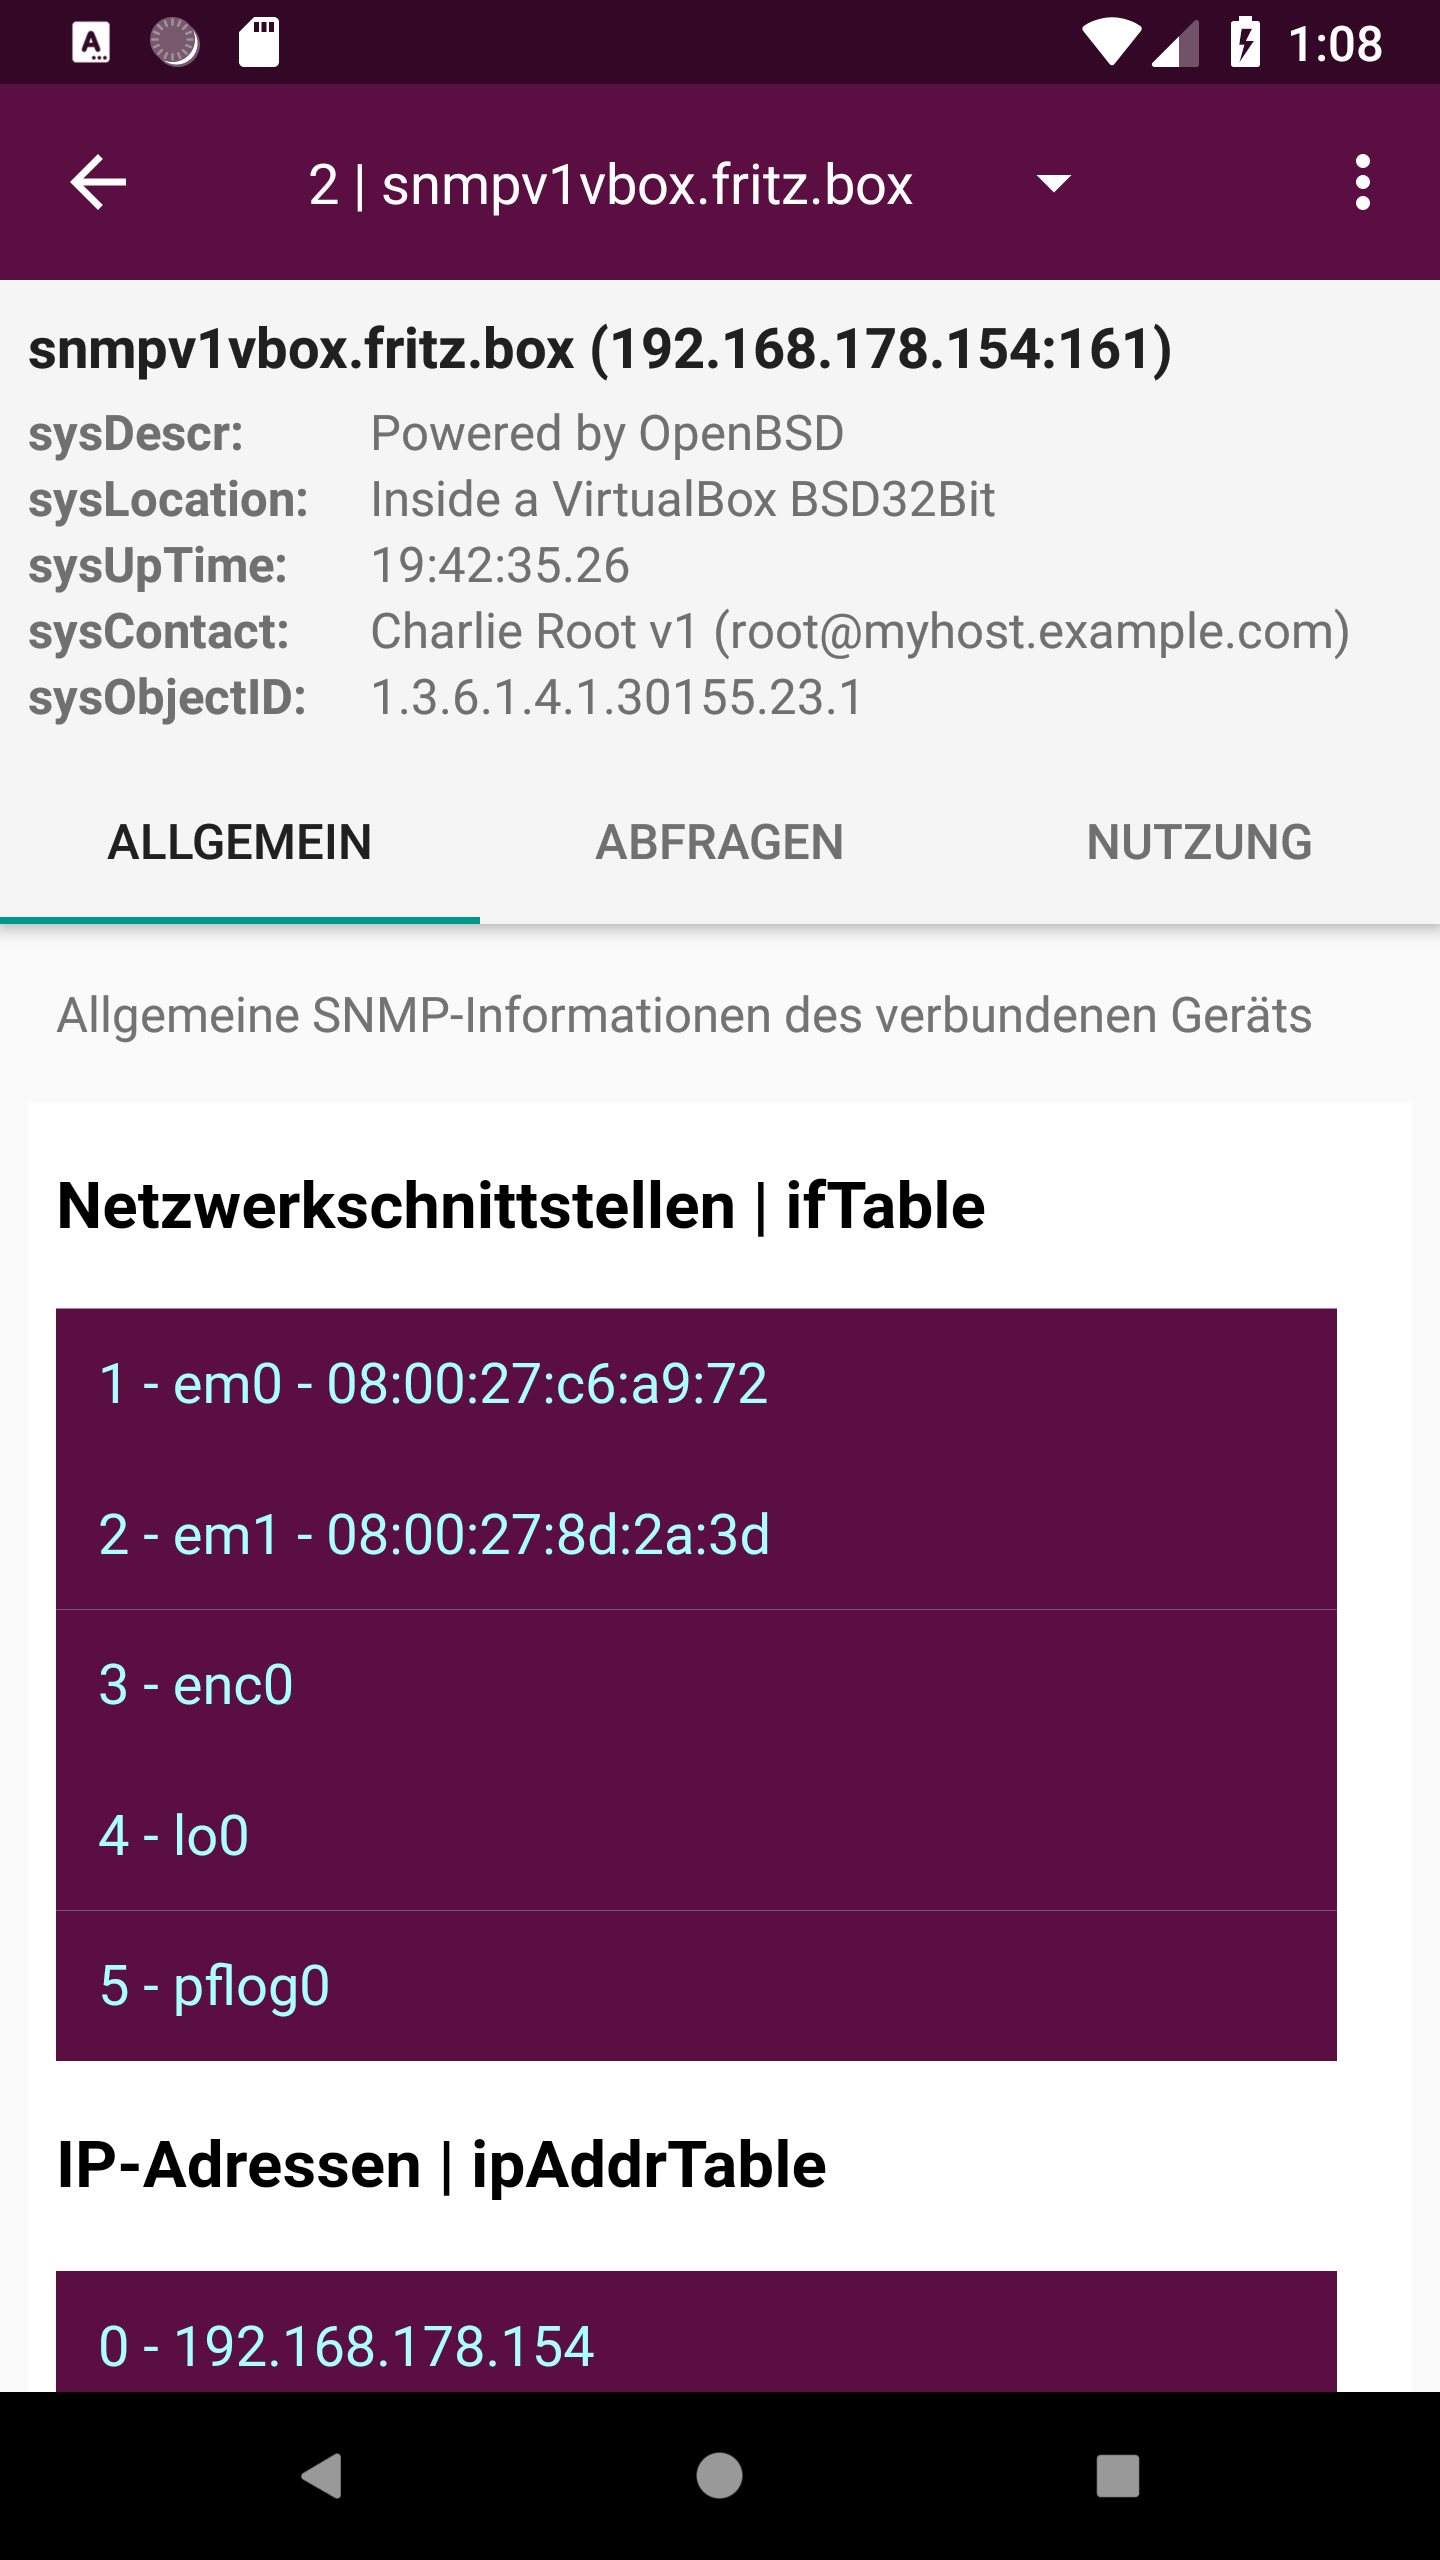 1:08
2 | snmpv1vbox.fritz.box
snmpv1vbox.fritz.box (192.168.178.154:161)
sysDescr: Powered by OpenBSD
sysLocation: Inside a VirtualBox BSD32Bit
sysUpTime: 19:42:35.26
sysContact: Charlie Root v1 (root@myhost.example.com)
sysObjectID: 1.3.6.1.4.1.30155.23.1
ALLGEMEIN ABFRAGEN NUTZUNG
Allgemeine SNMP-Informationen des verbundenen Geräts
Netzwerkschnittstellen | ifTable
1 - em0 - 08:00:27:c6:a9:72
2 - em1 - 08:00:27:8d:2a:3d
3 - enc0
4 - lo0
5 - pflog0
IP-Adressen | ipAddrTable
0 - 192.168.178.154